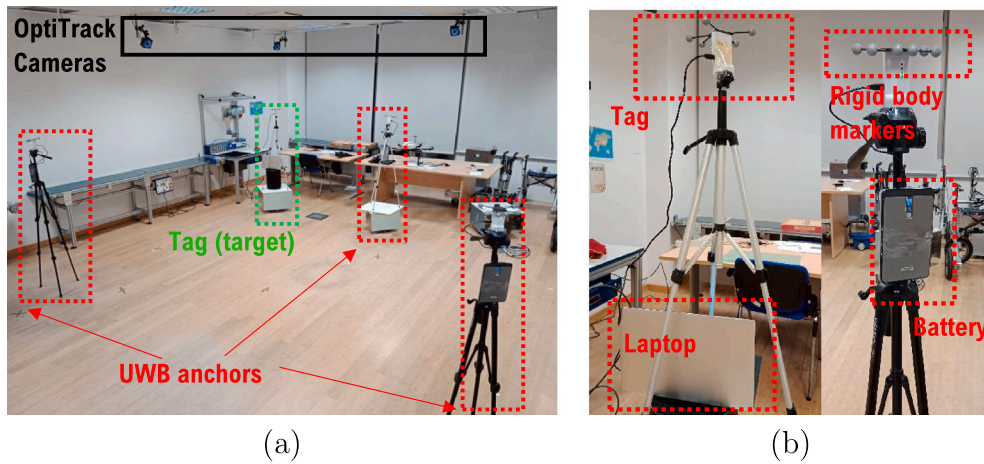 OptiTrack
Cameras
Tag (target)
UWB anchors
Tag
Rigid body
markers
Laptop
Battery
(a)
(b)